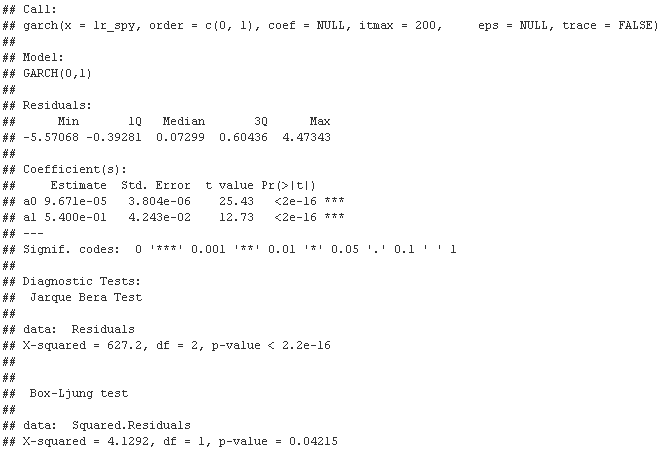 ## Call:
## garch(x = lr_spy, order = c(0, 1), coef = NULL, itmax = 200,     eps = NULL, trace = FALSE)
##
## Model:
## GARCH(0,1)
##
## Residuals:
##      Min       1Q   Median       3Q      Max
## -5.57068 -0.39281  0.07299  0.60436  4.47343
##
## Coefficient(s):
##     Estimate  Std. Error  t value Pr(>|t|)
## a0 9.671e-05   3.804e-06    25.43   <2e-16 ***
## a1 5.400e-01   4.243e-02    12.73   <2e-16 ***
## ---
## Signif. codes:  0 '***' 0.001 '**' 0.01 '*' 0.05 '.' 0.1 ' ' 1
##
## Diagnostic Tests:
##  Jarque Bera Test
##
## data:  Residuals
## X-squared = 627.2, df = 2, p-value < 2.2e-16
##
##
##  Box-Ljung test
##
## data:  Squared.Residuals
## X-squared = 4.1292, df = 1, p-value = 0.04215